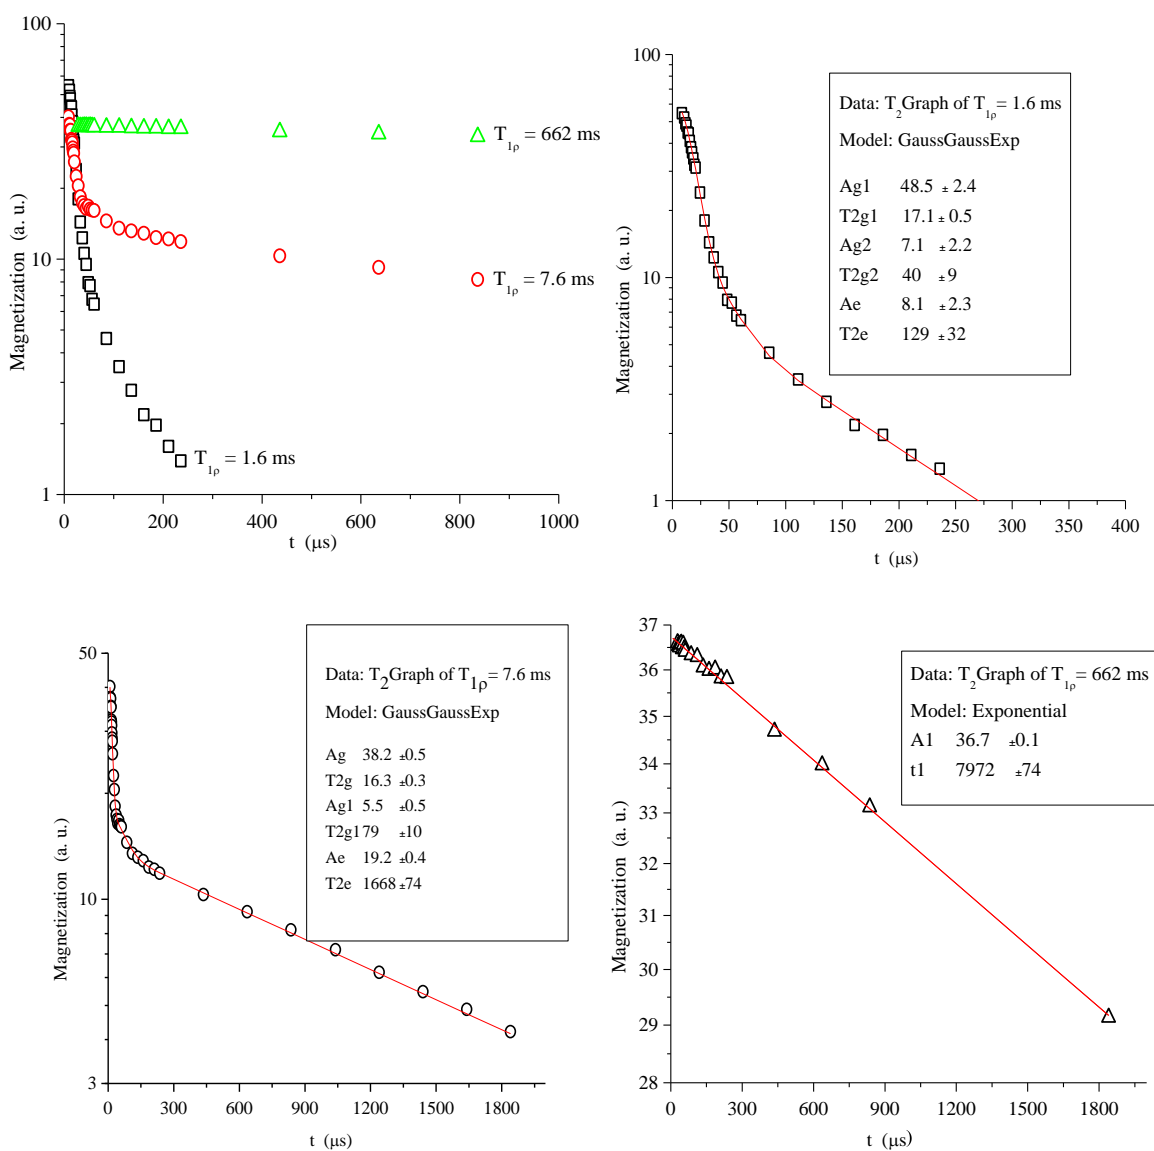 100
10
1
Magnetization (a. u.)
0
200
400
600
800
1000
t (μs)
T1ρ = 662 ms
T1ρ = 7.6 ms
T1ρ = 1.6 ms
100
10
1
Magnetization (a. u.)
0
50
100
150
200
250
300
350
400
t (μs)
Data: T2Graph of T1ρ = 1.6 ms
Model: GaussGaussExp
Ag1 48.5 ± 2.4
T2g1 17.1 ± 0.5
Ag2 7.1 ±2.2
T2g2 40 ±9
Ae 8.1 ±2.3
T2e 129 ±32
50
10
3
Magnetization (a. u.)
0
300
600
900
1200
1500
1800
t (μs)
Data: T2Graph of T1ρ = 7.6 ms
Model: GaussGaussExp
Ag 38.2 ±0.5
T2g 16.3 ±0.3
Ag1 5.5 ±0.5
T2g179 ±10
Ae 19.2 ±0.4
T2e 1668 ±74
37
36
35
34
33
32
31
30
29
28
Magnetization (a. u.)
0
300
600
900
1200
1500
1800
t (μs)
Data: T2Graph of T1ρ = 662 ms
Model: Exponential
A1 36.7 ±0.1
t1 7972 ±74